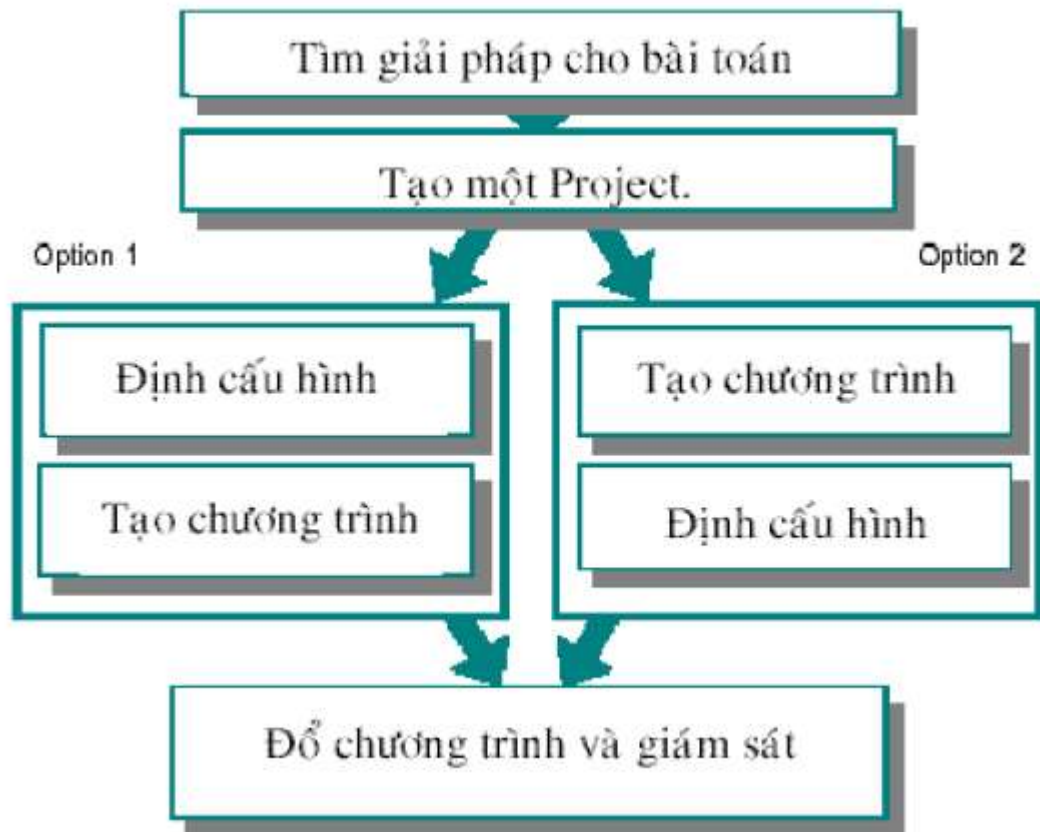 Tìm giải pháp cho bài toán
Tạo một Project.
Option 1
Option 2
Định cấu hình
Tạo chương trình
Tạo chương trình
Định cấu hình
Đổ chương trình và giám sát